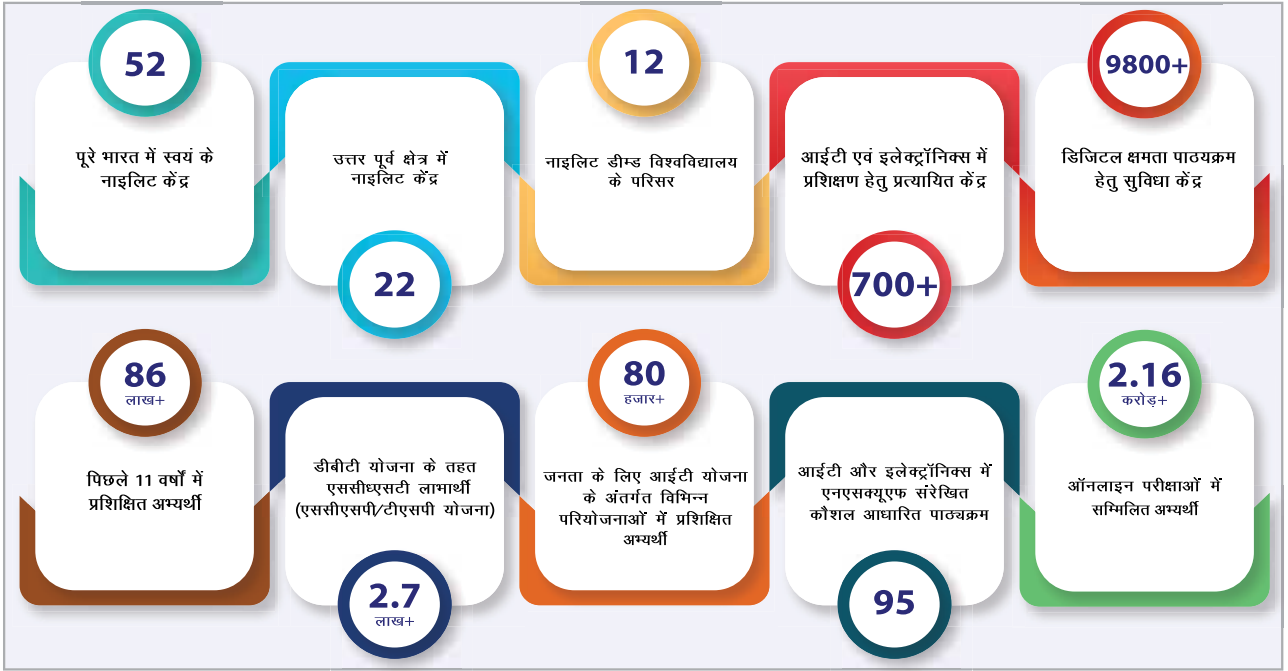 52
पूरे भारत में स्वयं के
नाइलिट केंद्र
उत्तर पूर्व क्षेत्र में
नाइलिट केंद्र
22
12
नाइलिट डीम्ड विश्वविद्यालय
के परिसर
आईटी एवं इलेक्ट्रॉनिक्स में
प्रशिक्षण हेतु प्रत्यायित केंद्र
700+
9800+
डिजिटल क्षमता पाठयक्रम
हेतु सुविधा केंद्र
86
लाख+
पिछले 11 वर्षों में
प्रशिक्षित अभ्यर्थी
डीबीटी योजना के तहत
एससीध्एसटी लाभार्थी
(एससीएसपी/टीएसपी योजना)
2.7
लाख+
80
हजार+
जनता के लिए आईटी योजना
के अंतर्गत विभिन्न
परियोजनाओं में प्रशिक्षित
अभ्यर्थी
आईटी और इलेक्ट्रॉनिक्स में
एनएसक्यूएफ संरेखित
कौशल आधारित पाठ्यक्रम
95
2.16
करोड़+
ऑनलाइन परीक्षाओं में
सम्मिलित अभ्यर्थी